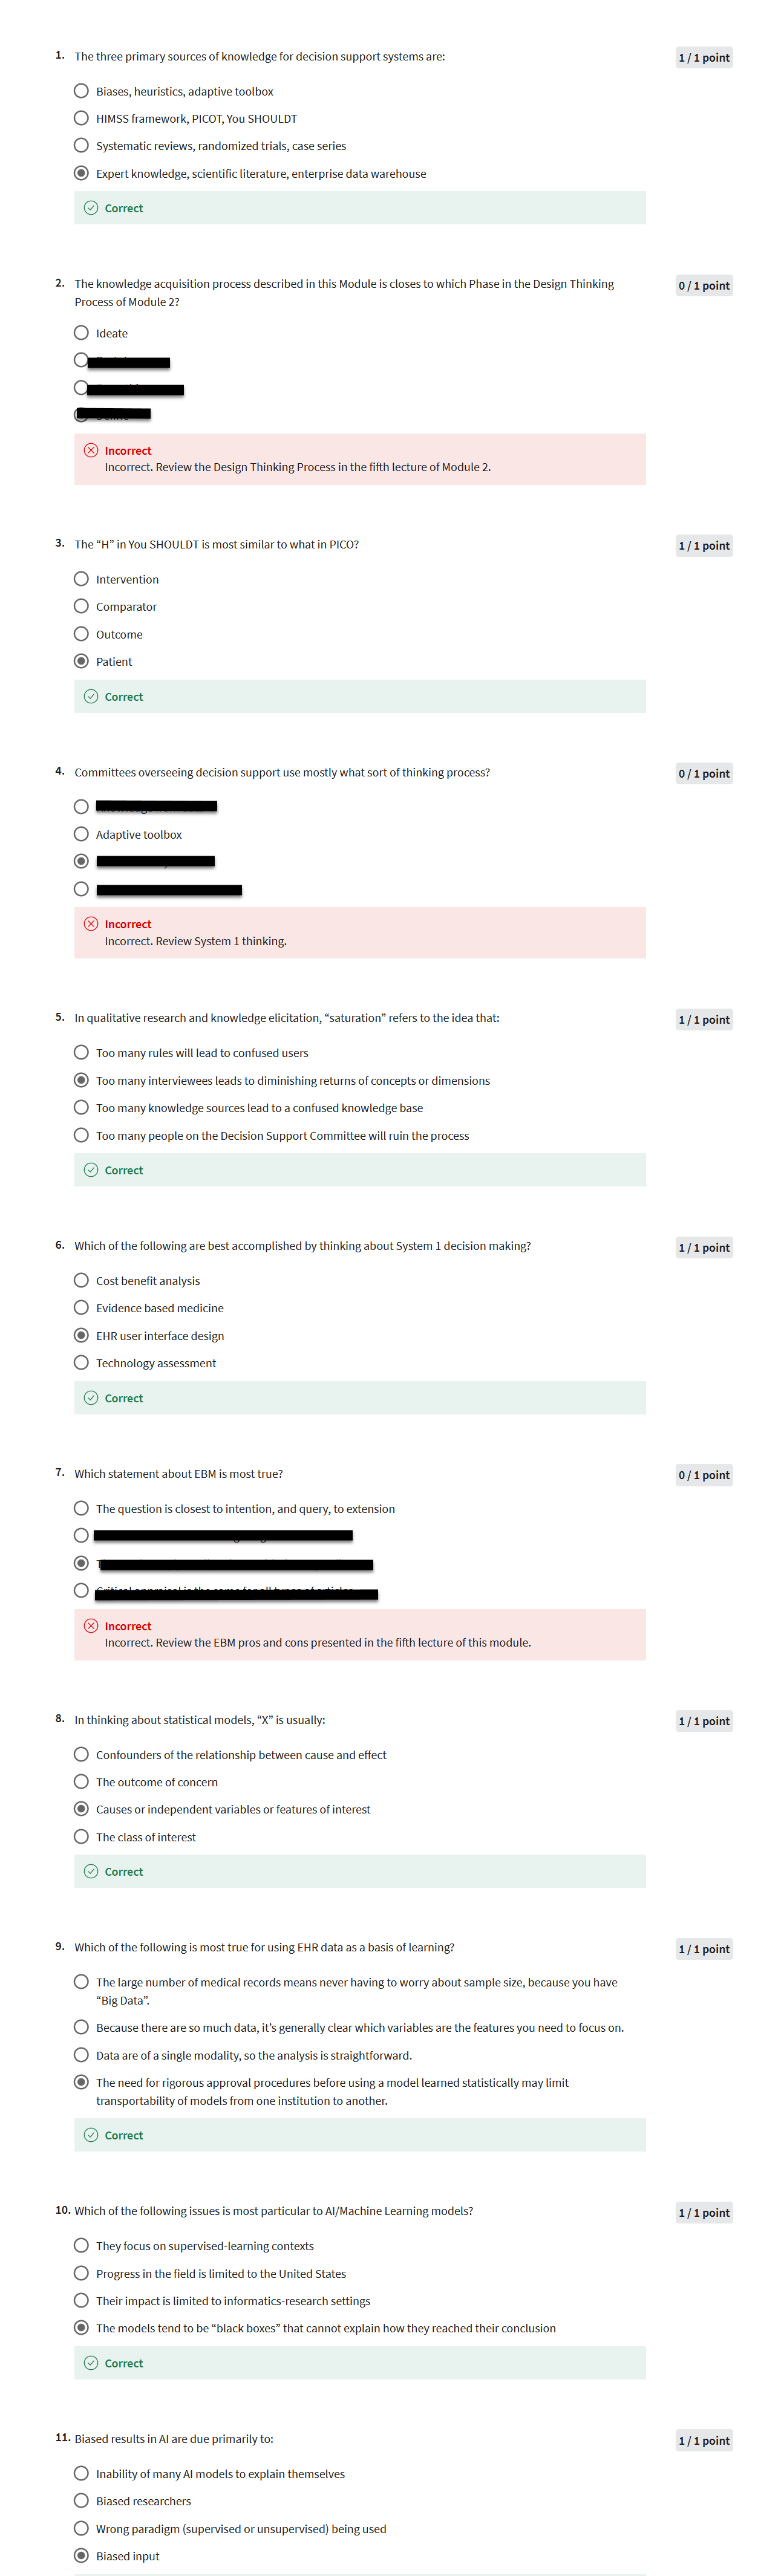 1. The three primary sources of knowledge for decision support systems are:
1 / 1 point
Biases, heuristics, adaptive toolbox
HIMSS framework, PICOT, You SHOULDT
Systematic reviews, randomized trials, case series
Expert knowledge, scientific literature, enterprise data warehouse
Correct
2. The knowledge acquisition process described in this Module is closes to which Phase in the Design Thinking
Process of Module 2?
0 / 1 point
Ideate
Incorrect
Incorrect. Review the Design Thinking Process in the fifth lecture of Module 2.
3. The “H” in You SHOULDT is most similar to what in PICO?
1 / 1 point
Intervention
Comparator
Outcome
Patient
Correct
4. Committees overseeing decision support use mostly what sort of thinking process?
0 / 1 point
Adaptive toolbox
Incorrect
Incorrect. Review System 1 thinking.
5. In qualitative research and knowledge elicitation, “saturation” refers to the idea that:
1 / 1 point
Too many rules will lead to confused users
Too many interviewees leads to diminishing returns of concepts or dimensions
Too many knowledge sources lead to a confused knowledge base
Too many people on the Decision Support Committee will ruin the process
Correct
6. Which of the following are best accomplished by thinking about System 1 decision making?
1 / 1 point
Cost benefit analysis
Evidence based medicine
EHR user interface design
Technology assessment
Correct
7. Which statement about EBM is most true?
0 / 1 point
The question is closest to intention, and query, to extension
Incorrect
Incorrect. Review the EBM pros and cons presented in the fifth lecture of this module.
8. In thinking about statistical models, “X” is usually:
1 / 1 point
Confounders of the relationship between cause and effect
The outcome of concern
Causes or independent variables or features of interest
The class of interest
Correct
9. Which of the following is most true for using EHR data as a basis of learning?
1 / 1 point
The large number of medical records means never having to worry about sample size, because you have
“Big Data”.
Because there are so much data, it’s generally clear which variables are the features you need to focus on.
Data are of a single modality, so the analysis is straightforward.
The need for rigorous approval procedures before using a model learned statistically may limit
transportability of models from one institution to another.
Correct
10. Which of the following issues is most particular to AI/Machine Learning models?
1 / 1 point
They focus on supervised-learning contexts
Progress in the field is limited to the United States
Their impact is limited to informatics-research settings
The models tend to be “black boxes” that cannot explain how they reached their conclusion
Correct
11. Biased results in AI are due primarily to:
1 / 1 point
Inability of many AI models to explain themselves
Biased researchers
Wrong paradigm (supervised or unsupervised) being used
Biased input